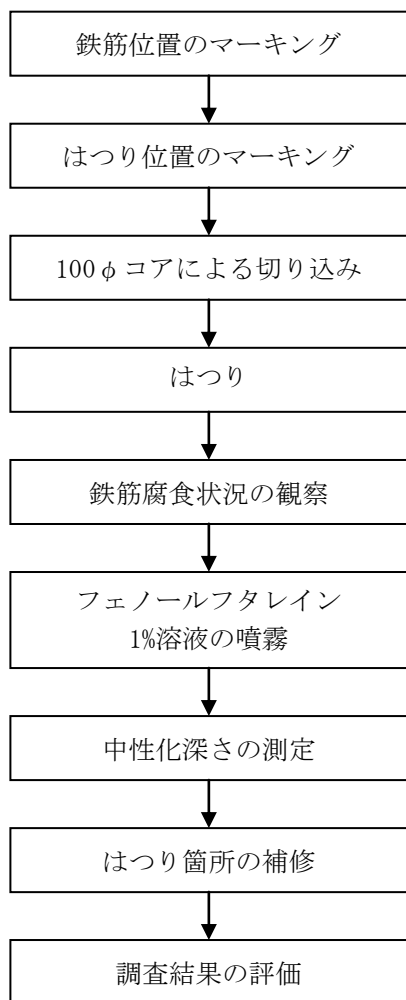 鉄筋位置のマーキング
はつり位置のマーキング
100φコアによる切り込み
はつり
鉄筋腐食状況の観察
フェノールフタレイン
1%溶液の噴霧
中性化深さの測定
はつり箇所の補修
調査結果の評価